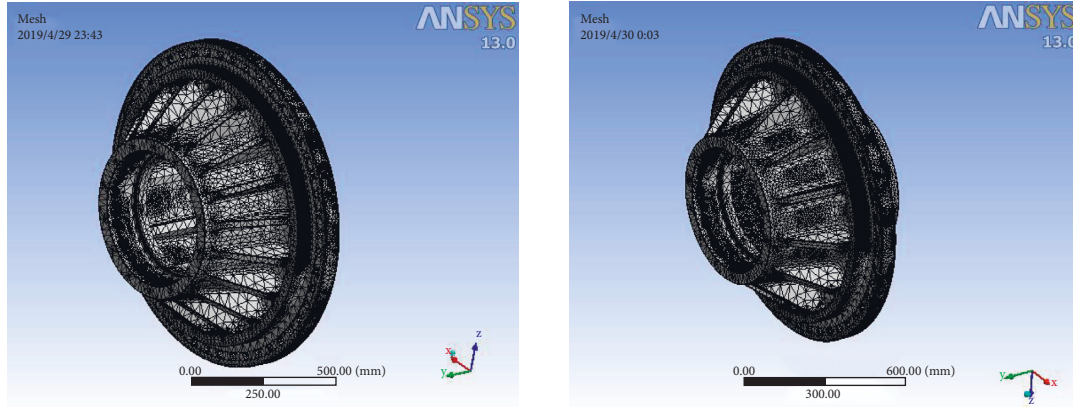 Mesh
2019/4/29 23:43
ANSYS
13.0
0.00 500.00 (mm)
250.00
x
y
z
Mesh
2019/4/30 0:03
ANSYS
13.0
0.00 600.00 (mm)
300.00
y
x
z